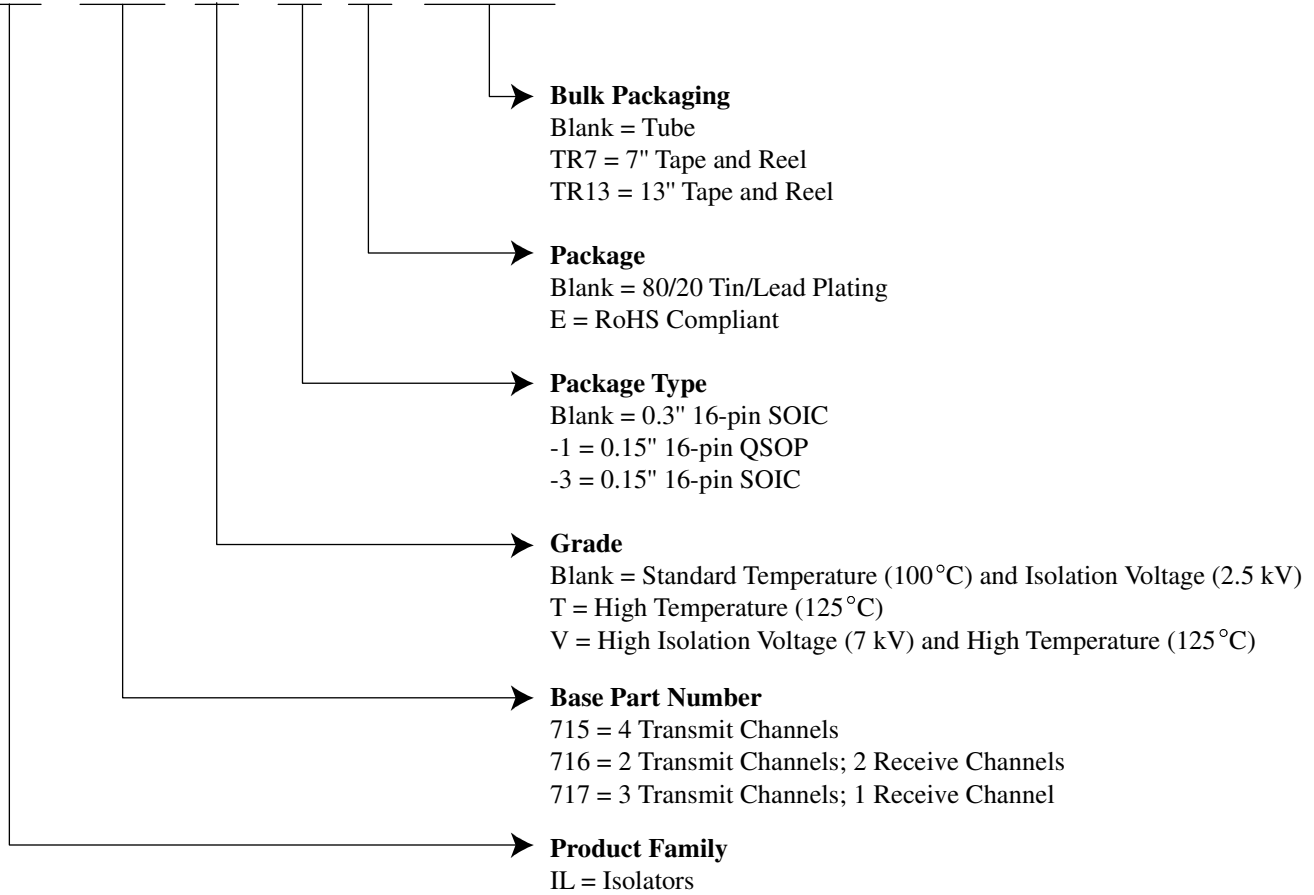 Bulk Packaging
Blank = Tube
TR7 = 7" Tape and Reel
TR13 = 13" Tape and Reel
Package
Blank = 80/20 Tin/Lead Plating
E = RoHS Compliant
Package Type
Blank = 0.3" 16-pin SOIC
-1 = 0.15" 16-pin QSOP
-3 = 0.15" 16-pin SOIC
Grade
Blank = Standard Temperature (100°C) and Isolation Voltage (2.5 kV)
T = High Temperature (125°C)
V = High Isolation Voltage (7 kV) and High Temperature (125°C)
Base Part Number
715 = 4 Transmit Channels
716 = 2 Transmit Channels; 2 Receive Channels
717 = 3 Transmit Channels; 1 Receive Channel
Product Family
IL = Isolators